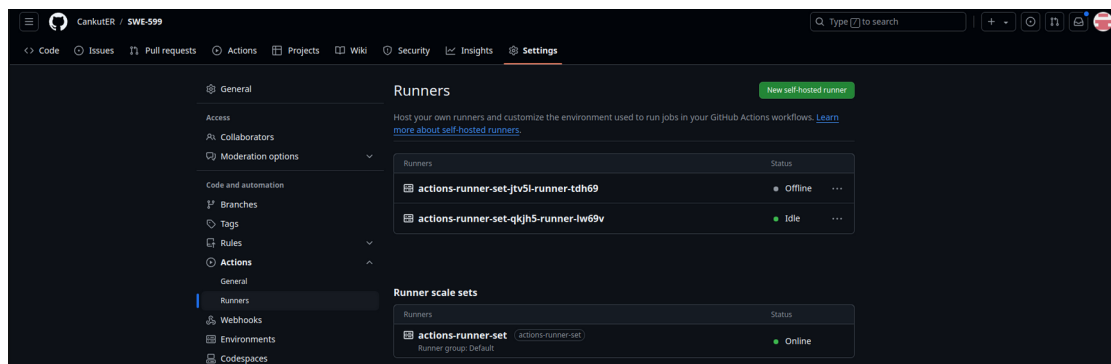 CankutER / SWE-599
Type / to search
Code
Issues
Pull requests
Actions
Projects
Wiki
Security
Insights
Settings
General
Access
Collaborators
Moderation options
Code and automation
Branches
Tags
Rules
Actions
General
Runners
Webhooks
Environments
Codespaces
Runners
New self-hosted runner
Host your own runners and customize the environment used to run jobs in your GitHub Actions workflows. Learn
more about self-hosted runners.
Runners Status
actions-runner-set-jtv5l-runner-tdh69 Offline
actions-runner-set-qkjh5-runner-lw69v Idle
Runner scale sets
Runners Status
actions-runner-set actions-runner-set Online
Runner group: Default